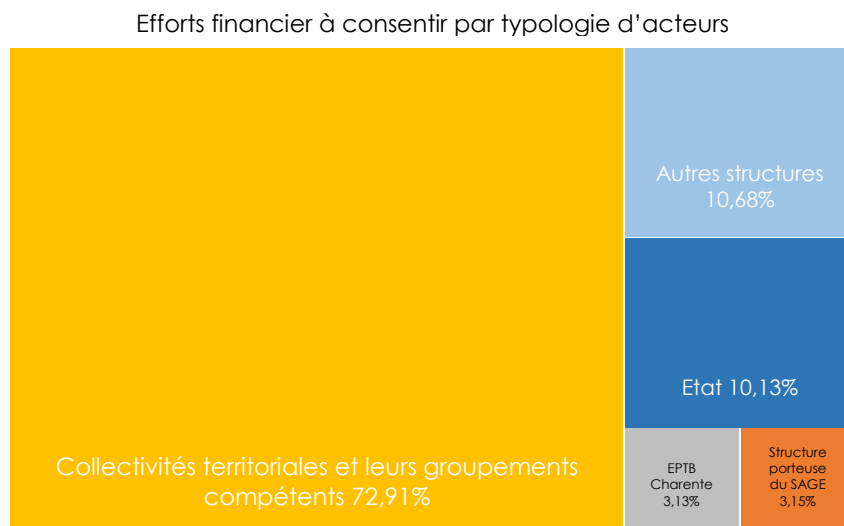 Efforts financier à consentir par typologie d’acteurs
Autres structures
10,68%
Etat 10,13%
Collectivités territoriales et leurs groupements
compétents 72,91%
EPTB
Charente
3,13%
Structure
porteuse
du SAGE
3,15%